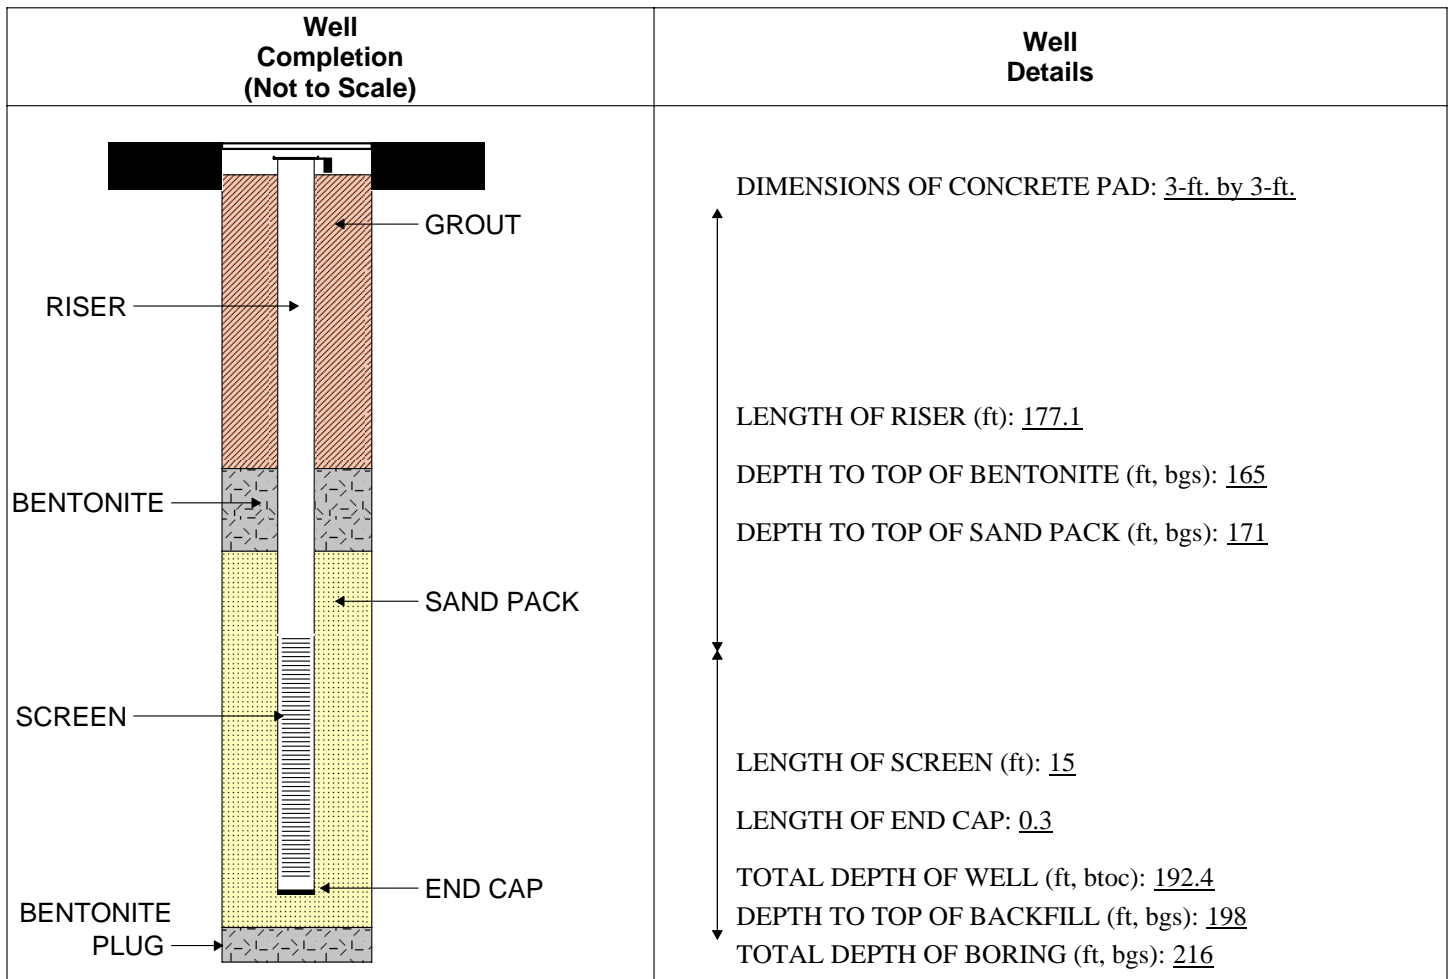 Well
Completion
(Not to Scale)
Well
Details
GROUT
RISER
BENTONITE
SAND PACK
SCREEN
END CAP
BENTONITE
PLUG
DIMENSIONS OF CONCRETE PAD: 3-ft. by 3-ft.
LENGTH OF RISER (ft): 177.1
DEPTH TO TOP OF BENTONITE (ft, bgs): 165
DEPTH TO TOP OF SAND PACK (ft, bgs): 171
LENGTH OF SCREEN (ft): 15
LENGTH OF END CAP: 0.3
TOTAL DEPTH OF WELL (ft, btoc): 192.4
DEPTH TO TOP OF BACKFILL (ft, bgs): 198
TOTAL DEPTH OF BORING (ft, bgs): 216